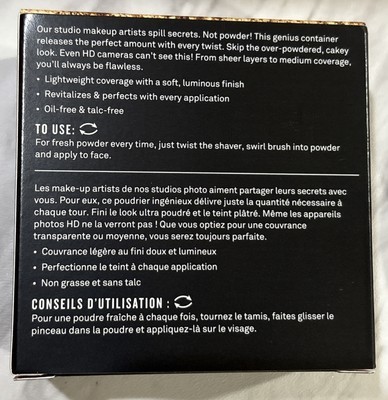 Our studio makeup artists spill secrets. Not powder! This genius container
releases the perfect amount with every twist. Skip the over-powdered, cakey
look. Even HD cameras can't see this! From sheer layers to medium coverage,
you'll always be flawless.
• Lightweight coverage with a soft, luminous finish
• Revitalizes & perfects with every application
• Oil-free & talc-free
TO USE:
For fresh powder every time, just twist the shaver, swirl brush into powder
and apply to face.
Les make-up artists de nos studios photo aiment partager leurs secrets avec
vous. Pour eux, ce poudrier ingénieux délivre juste la quantité nécessaire à
chaque tour. Fini le look ultra poudré et le teint plâtré. Même les appareils
photos HD ne la verront pas ! Que vous optiez pour une couvrance
transparente ou moyenne, vous serez toujours parfaite.
• Couvrance légère au fini doux et lumineux
• Perfectionne le teint à chaque application
• Non grasse et sans talc
CONSEILS D'UTILISATION :
Pour une poudre fraîche à chaque fois, tournez le tamis, faites glisser le
pinceau dans la poudre et appliquez-là sur le visage.